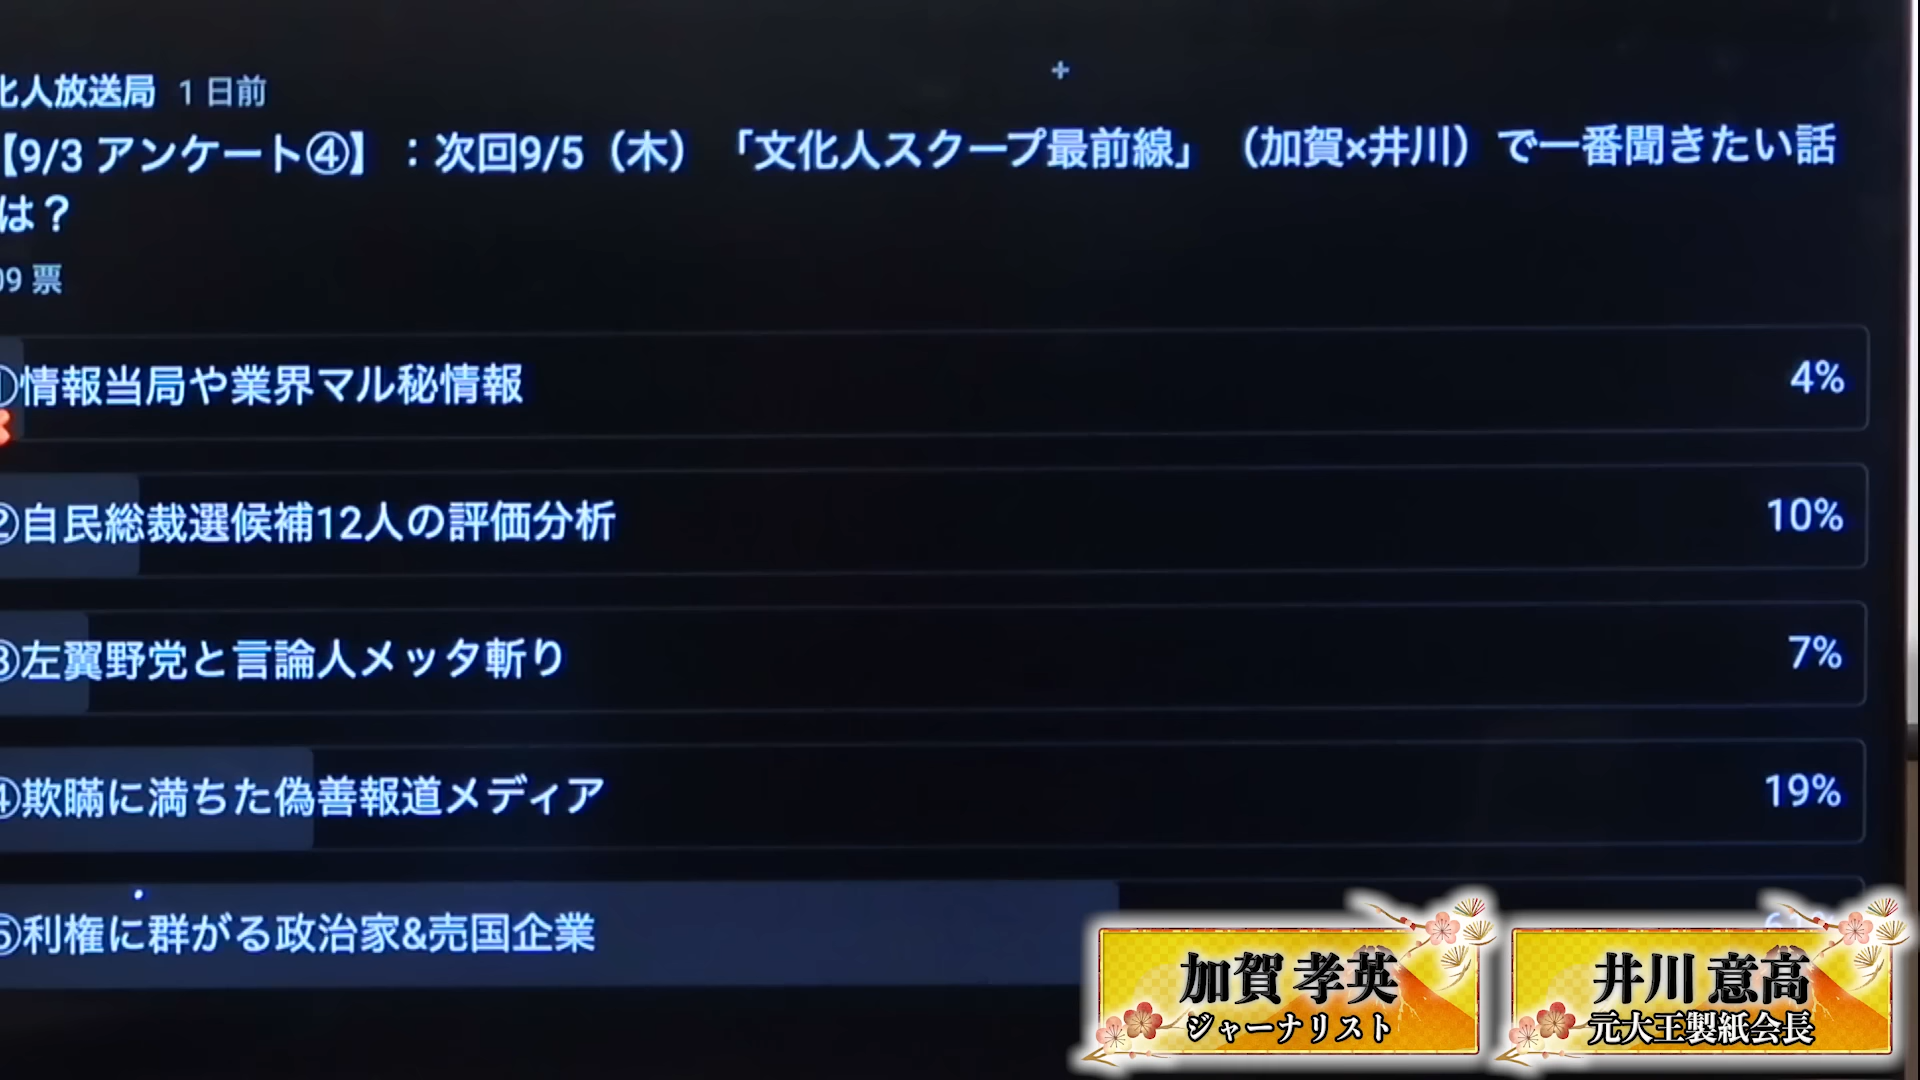 化人放送局 1 日前
【9/3 アンケート④】：次回9/5（木）「文化人スクープ最前線」（加賀×井川）で一番聞きたい話
は？
09 票
①情報当局や業界マル秘情報 4%
②自民総裁選候補12人の評価分析 10%
③左翼野党と言論人メッタ斬り 7%
④欺瞞に満ちた偽善報道メディア 19%
⑤利権に群がる政治家&売国企業
加賀 孝英
ジャーナリスト
井川 意高
元大王製紙会長